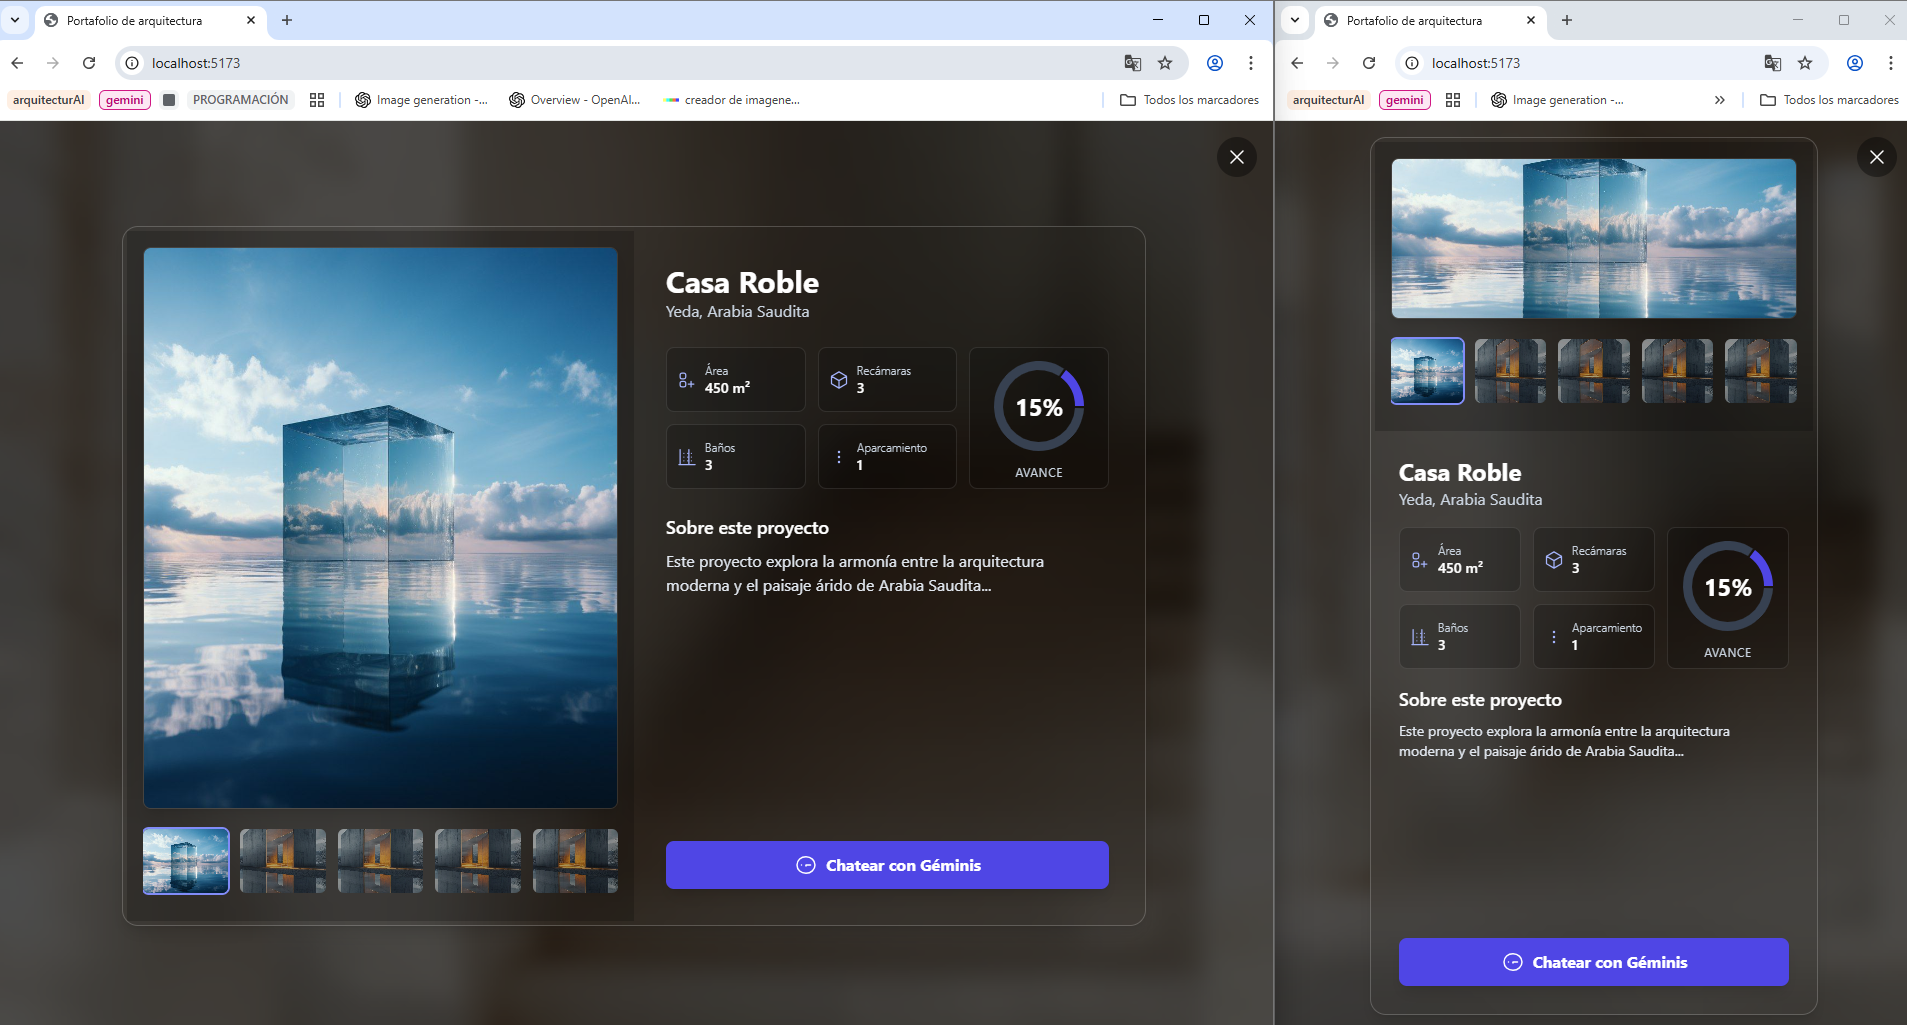 Portafolio de arquitectura
localhost:5173
arquitecturAI
gemini
PROGRAMACIÓN
Image generation -...
Overview - OpenAI...
creador de imagene...
Todos los marcadores
Casa Roble
Yeda, Arabia Saudita
Área
450 m²
Recámaras
3
Baños
3
Aparcamiento
1
15%
AVANCE
Sobre este proyecto
Este proyecto explora la armonía entre la arquitectura
moderna y el paisaje árido de Arabia Saudita...
Chatear con Géminis
Portafolio de arquitectura
localhost:5173
arquitecturAI
gemini
Image generation -...
Todos los marcadores
Casa Roble
Yeda, Arabia Saudita
Área
450 m²
Recámaras
3
Baños
3
Aparcamiento
1
15%
AVANCE
Sobre este proyecto
Este proyecto explora la armonía entre la arquitectura
moderna y el paisaje árido de Arabia Saudita...
Chatear con Géminis